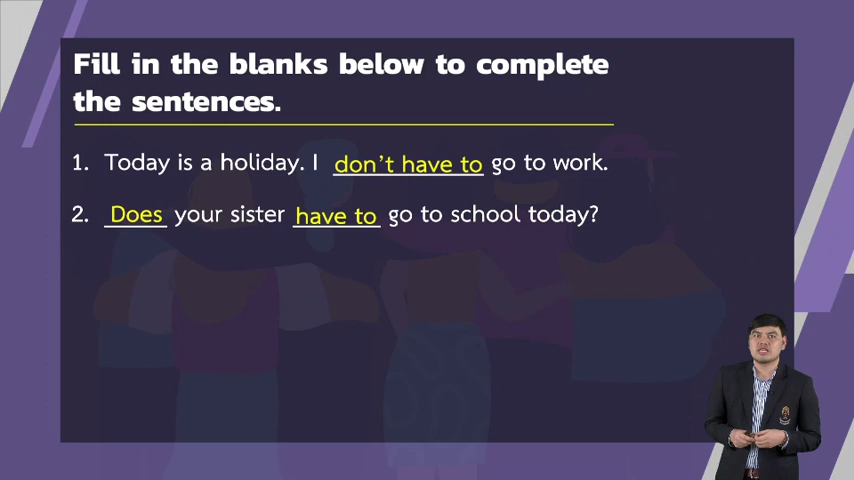 Fill in the blanks below to complete
the sentences.
1. Today is a holiday. I don't have to go to work.
2. Does your sister have to go to school today?